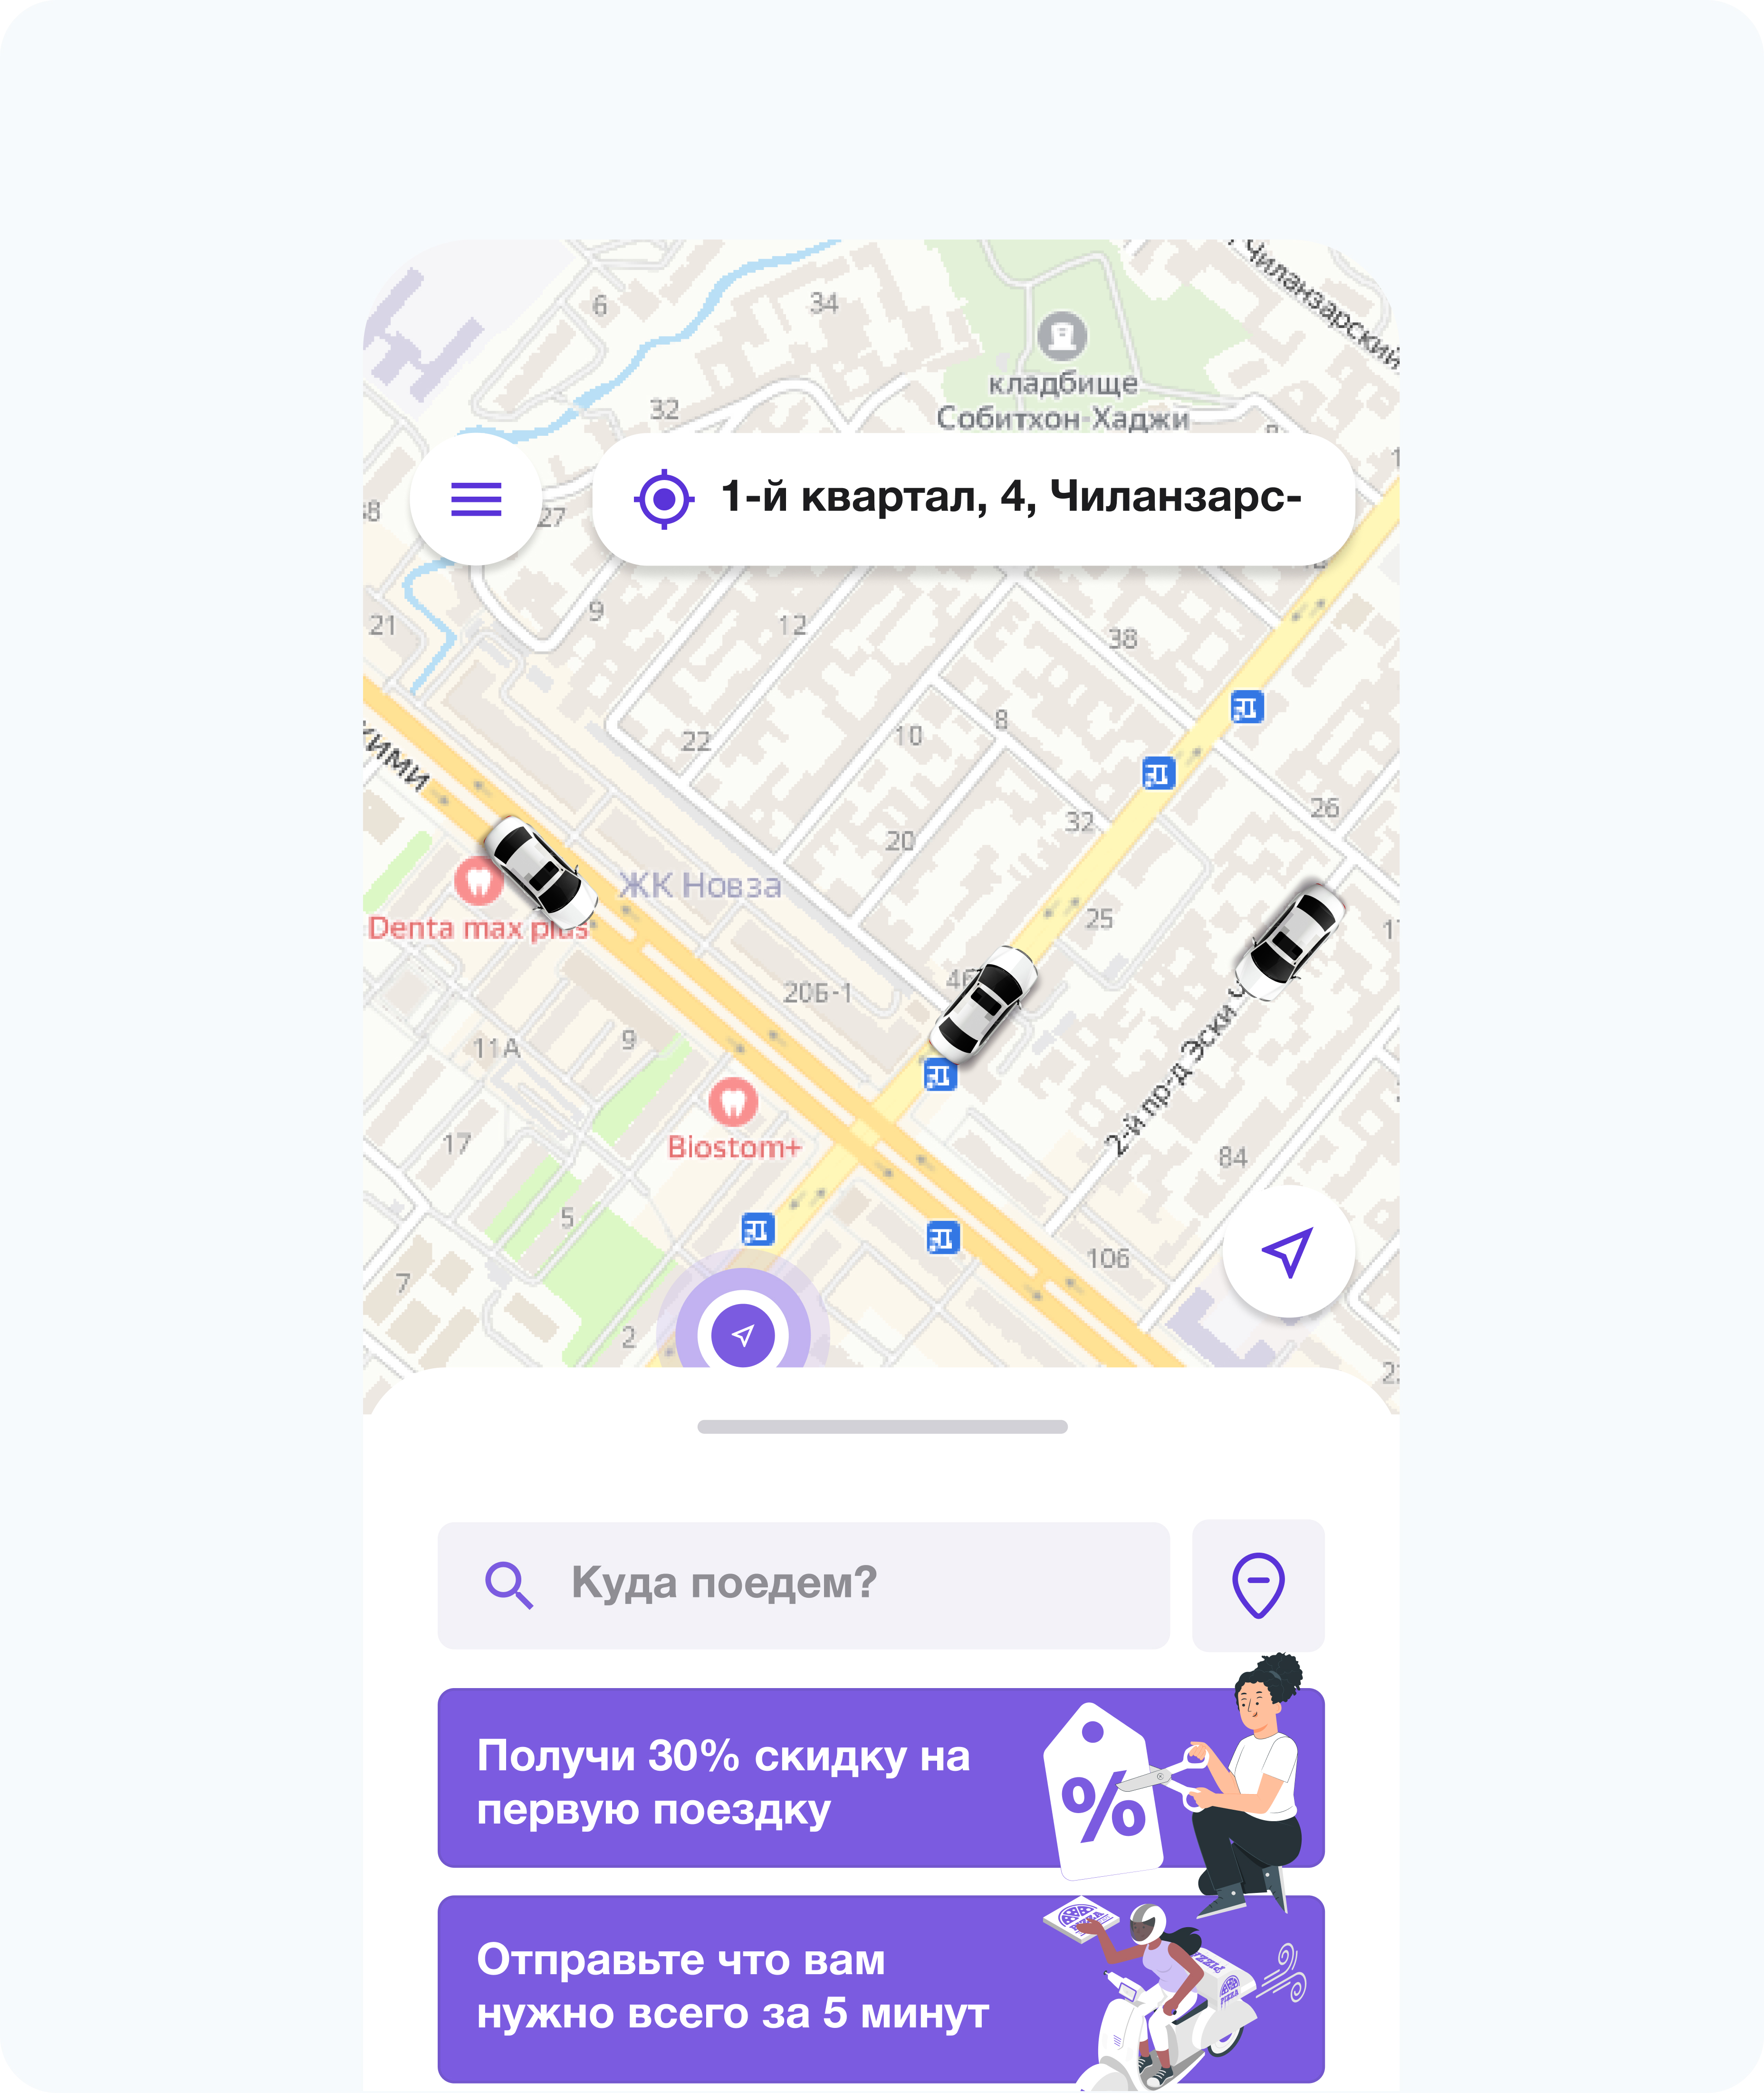 Чиланзарский
6
34
кладбище
Собитхон-Хаджи
32
27
1-й квартал, 4, Чиланзарс-
21
9
12
38
22
10
8
26
32
20
ЖК Новза
Denta max plus
25
20Б-1
11А
9
2-й пр-д Эски
17
Biostom+
84
5
106
7
2
Куда поедем?
Получи 30% скидку на
первую поездку
%
Отправьте что вам
нужно всего за 5 минут
PIZZA